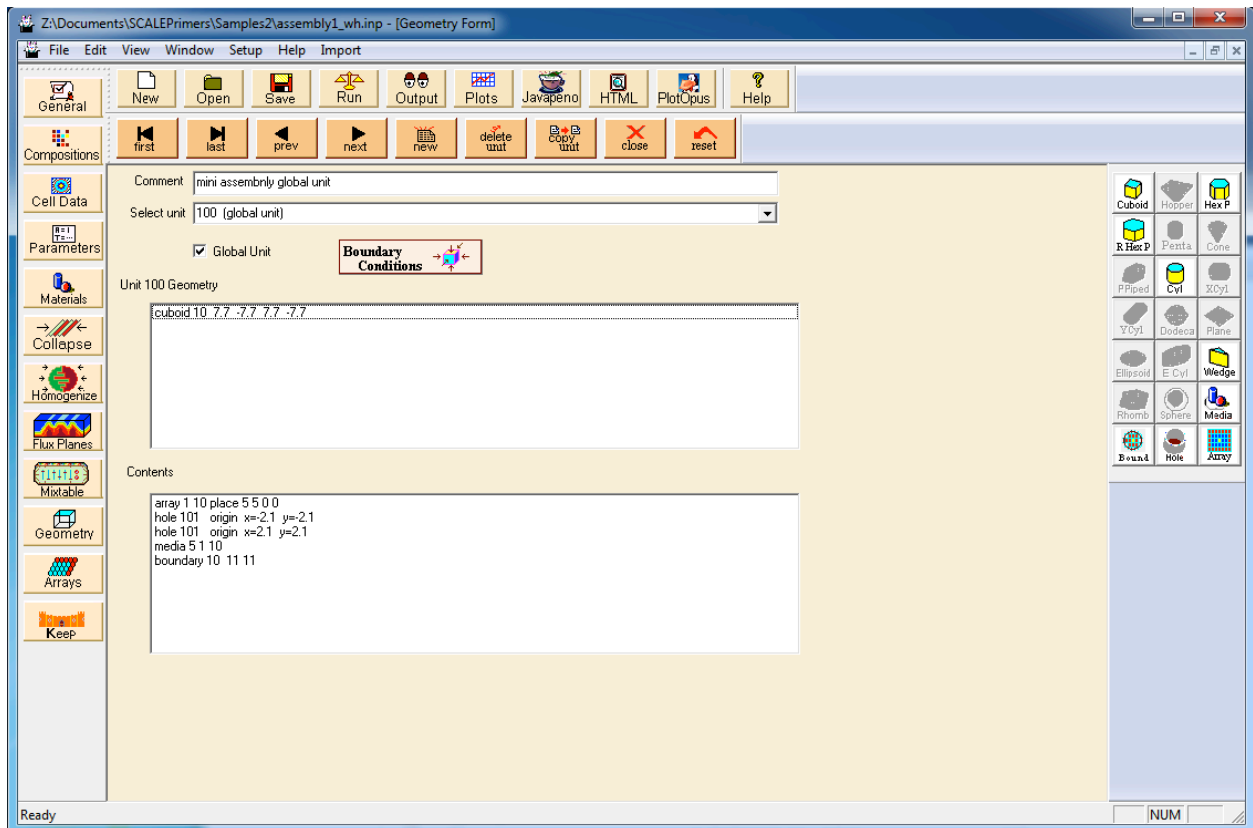 Z:\Documents\SCALEPrimers\Samples2\assembly1_wh.inp - [Geometry Form]
File Edit View Window Setup Help Import
General
New Open Save Run Output Plots Javapeno HTML PlotOpus Help
Compositions
first last prev next new delete unit copy unit close reset
Cell Data
Parameters
Materials
Collapse
Homogenize
Flux Planes
Mixtable
Geometry
Arrays
Keep
Comment mini assembnly global unit
Select unit 100 (global unit)
Global Unit
Boundary
Conditions
Unit 100 Geometry
cuboid 10 7.7 -7.7 7.7 -7.7
Contents
array 1 10 place 5 5 0 0
hole 101 origin x=-2.1 y=-2.1
hole 101 origin x=2.1 y=2.1
media 5 1 10
boundary 10 11 11
Cuboid Hopper Hex P
R Hex P Penta Cone
PPiped Cyl XCyl
YCyl Dodeca Plane
Ellipsoid E Cyl Wedge
Rhomb Sphere Media
Bound Hole Array
Ready
NUM